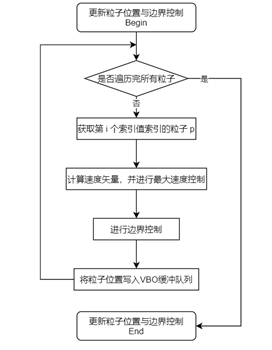 更新粒子位置与边界控制
Begin
是否遍历完所有粒子
是
否
获取第 i 个索引值索引的粒子 p
计算速度矢量，并进行最大速度控制
进行边界控制
将粒子位置写入VBO缓冲队列
更新粒子位置与边界控制
End